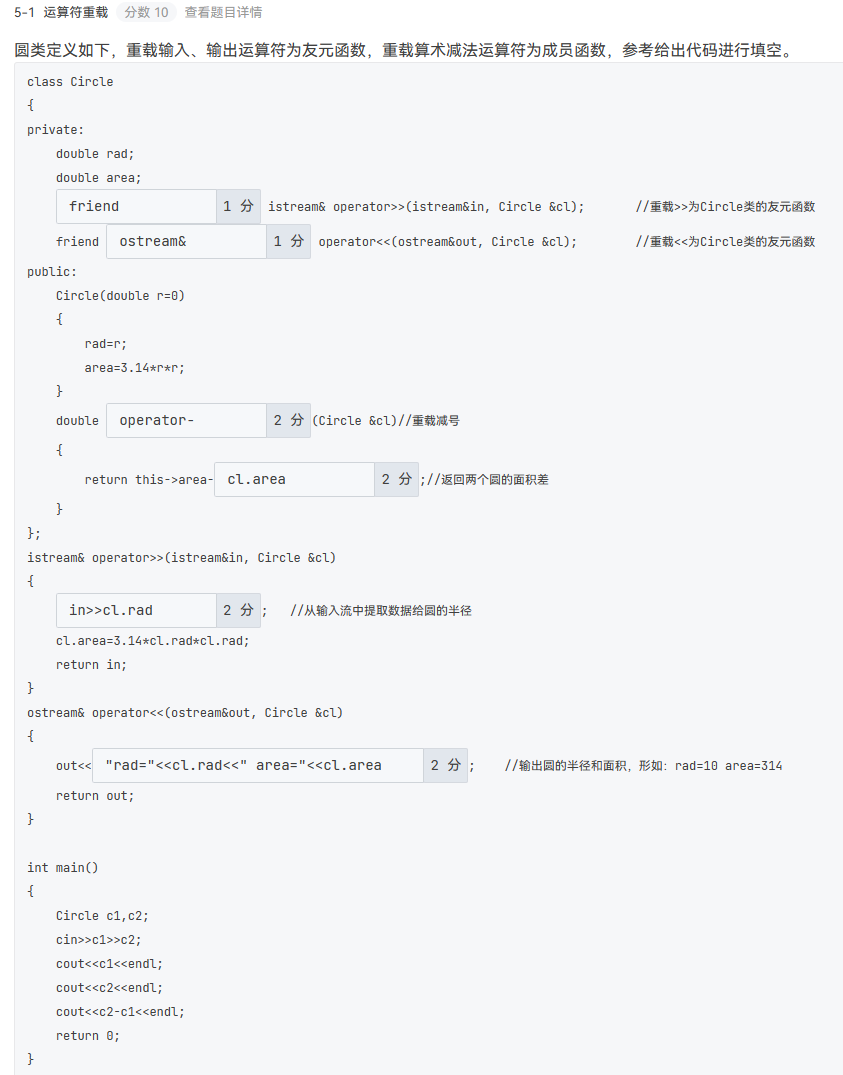 5-1 运算符重载 分数 10 查看题目详情
圆类定义如下，重载输入、输出运算符为友元函数，重载算术减法运算符为成员函数，参考给出代码进行填空。
class Circle
{
private:
    double rad;
    double area;
    friend 1 分 istream& operator>>(istream&in, Circle &cl); //重载>>为Circle类的友元函数
    friend ostream& 1 分 operator<<(ostream&out, Circle &cl); //重载<<为Circle类的友元函数
public:
    Circle(double r=0)
    {
        rad=r;
        area=3.14*r*r;
    }
    double operator- 2 分 (Circle &cl)//重载减号
    {
        return this->area- cl.area 2 分 ;//返回两个圆的面积差
    }
};
istream& operator>>(istream&in, Circle &cl)
{
    in>>cl.rad 2 分 ; //从输入流中提取数据给圆的半径
    cl.area=3.14*cl.rad*cl.rad;
    return in;
}
ostream& operator<<(ostream&out, Circle &cl)
{
    out<< "rad="<<cl.rad<<" area="<<cl.area 2 分 ; //输出圆的半径和面积，形如：rad=10 area=314
    return out;
}
int main()
{
    Circle c1,c2;
    cin>>c1>>c2;
    cout<<c1<<endl;
    cout<<c2<<endl;
    cout<<c2-c1<<endl;
    return 0;
}